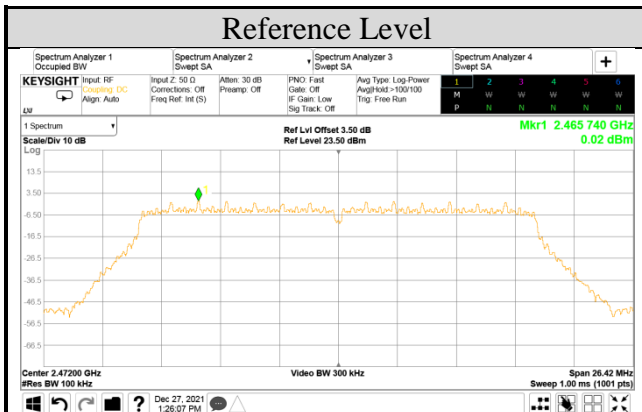 Reference Level
Spectrum Analyzer 1 Spectrum Analyzer 2 Spectrum Analyzer 3 Spectrum Analyzer 4
Occupied BW Swept SA Swept SA Swept SA
KEYSIGHT Input: RF Input Z: 50 Ω Atten: 30 dB PNO: Fast Avg Type: Log-Power 1 2 3 4 5 6
Coupling: DC Corrections: Off Preamp: Off Gate: Off Avg|Hold:>100/100 M W W W W W
Align: Auto Freq Ref: Int (S) IF Gain: Low Trig: Free Run
Sig Track: Off P N N N N N
LXI
1 Spectrum Ref Lvl Offset 3.50 dB Mkr1 2.465 740 GHz
Scale/Div 10 dB Ref Level 23.50 dBm 0.02 dBm
Log
13.5
3.50
1
-6.50
-16.5
-26.5
-36.5
-46.5
-56.5
-66.5
Center 2.47200 GHz Video BW 300 kHz Span 26.42 MHz
#Res BW 100 kHz Sweep 1.00 ms (1001 pts)
? Dec 27, 2021
1:26:07 PM